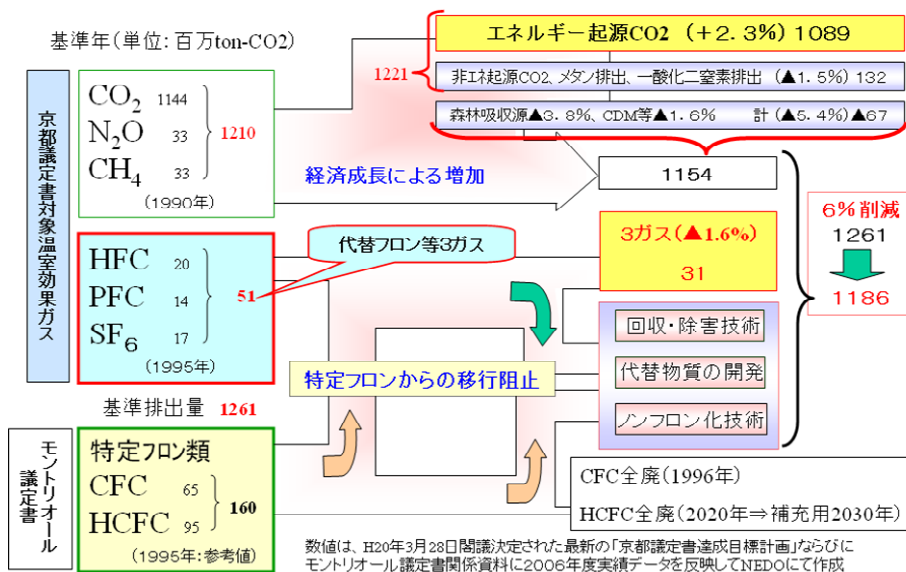 基準年(単位:百万ton-CO2)
京都議定書対象温室効果ガス
CO2 1144
N2O 33
CH4 33
1210
(1990年)
HFC 20
PFC 14
SF6 17
51
(1995年)
基準排出量 1261
モントリオール
議定書
特定フロン類
CFC 65
HCFC 95
160
(1995年:参考値)
エネルギー起源CO2 (+2.3%) 1089
1221
非エネ起源CO2、メタン排出、一酸化二窒素排出 (▲1.5%) 132
森林吸収源▲3.8%、CDM等▲1.6% 計 (▲5.4%)▲67
経済成長による増加
1154
代替フロン等3ガス
3ガス(▲1.6%)
31
6%削減
1261
1186
回収・除害技術
代替物質の開発
ノンフロン化技術
特定フロンからの移行阻止
CFC全廃(1996年)
HCFC全廃(2020年⇒補充用2030年)
数値は、H20年3月28日閣議決定された最新の「京都議定書達成目標計画」ならびに
モントリオール議定書関係資料に2006年度実績データを反映してNEDOにて作成